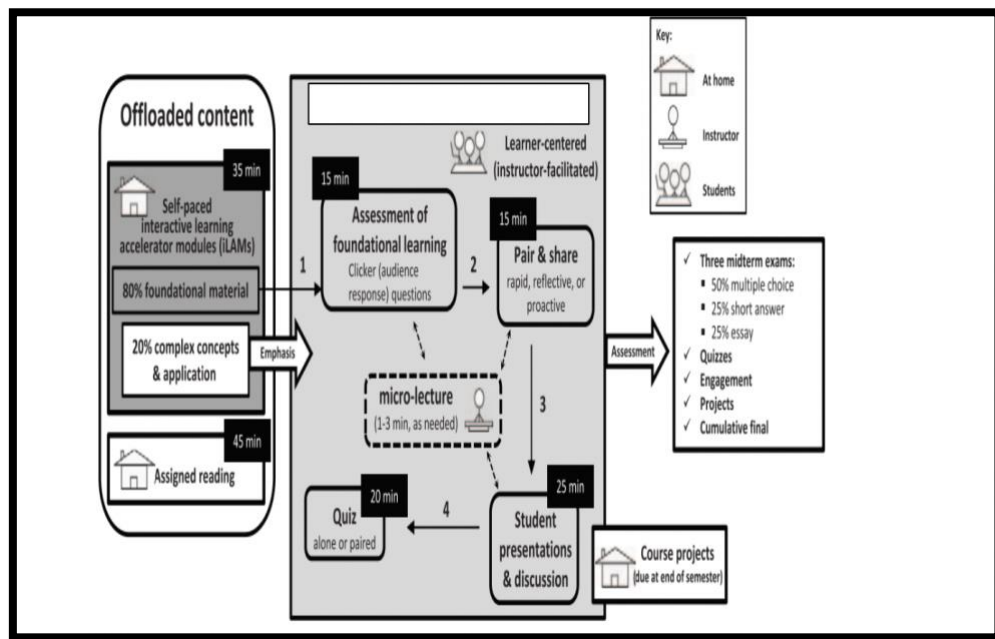 Key:
At home
Instructor
Students
Offloaded content
35 min
Self-paced
interactive learning
accelerator modules (iLAMs)
80% foundational material
20% complex concepts
& application
45 min
Assigned reading
1
Emphasis
Learner-centered
(instructor-facilitated)
15 min
Assessment of
foundational learning
Clicker (audience
response) questions
2
15 min
Pair & share
rapid, reflective, or
proactive
micro-lecture
(1-3 min, as needed)
3
25 min
Student
presentations
& discussion
4
20 min
Quiz
alone or paired
Assessment
✓ Three midterm exams:
▪ 50% multiple choice
▪ 25% short answer
▪ 25% essay
✓ Quizzes
✓ Engagement
✓ Projects
✓ Cumulative final
Course projects
(due at end of semester)